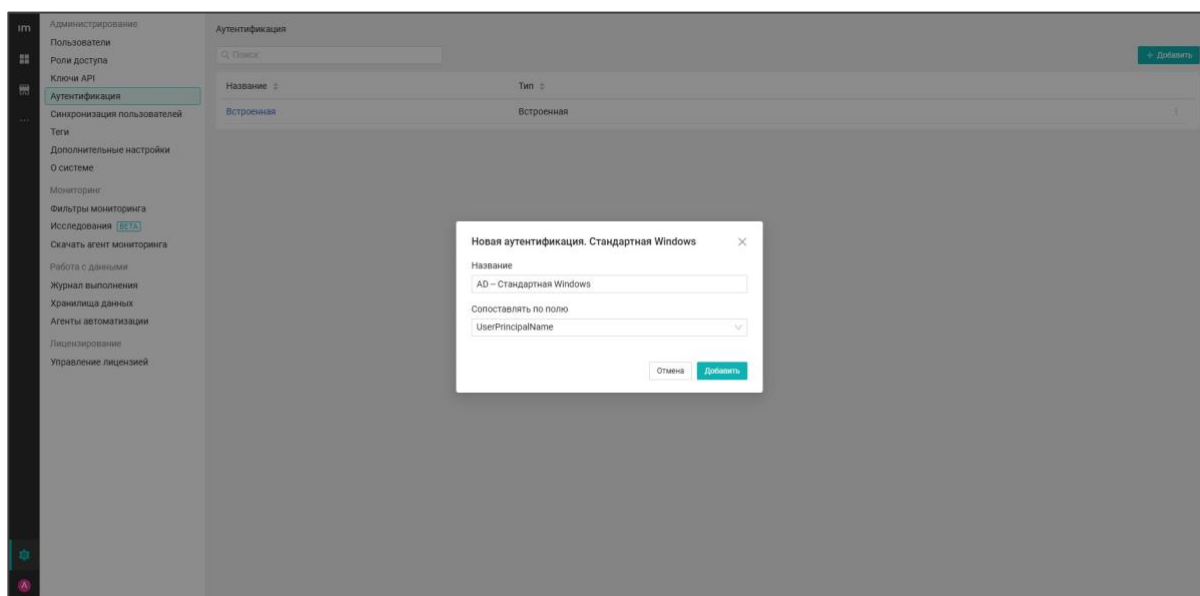 im
Администрирование
Пользователи
Роли доступа
Ключи API
Аутентификация
Синхронизация пользователей
Теги
Дополнительные настройки
О системе
Мониторинг
Фильтры мониторинга
Исследования BETA
Скачать агент мониторинга
Работа с данными
Журнал выполнения
Хранилища данных
Агенты автоматизации
Лицензирование
Управление лицензией
Аутентификация
Поиск
+ Добавить
Название Тип
Встроенная Встроенная
Новая аутентификация. Стандартная Windows
Название
AD – Стандартная Windows
Сопоставлять по полю
UserPrincipalName
Отмена Добавить